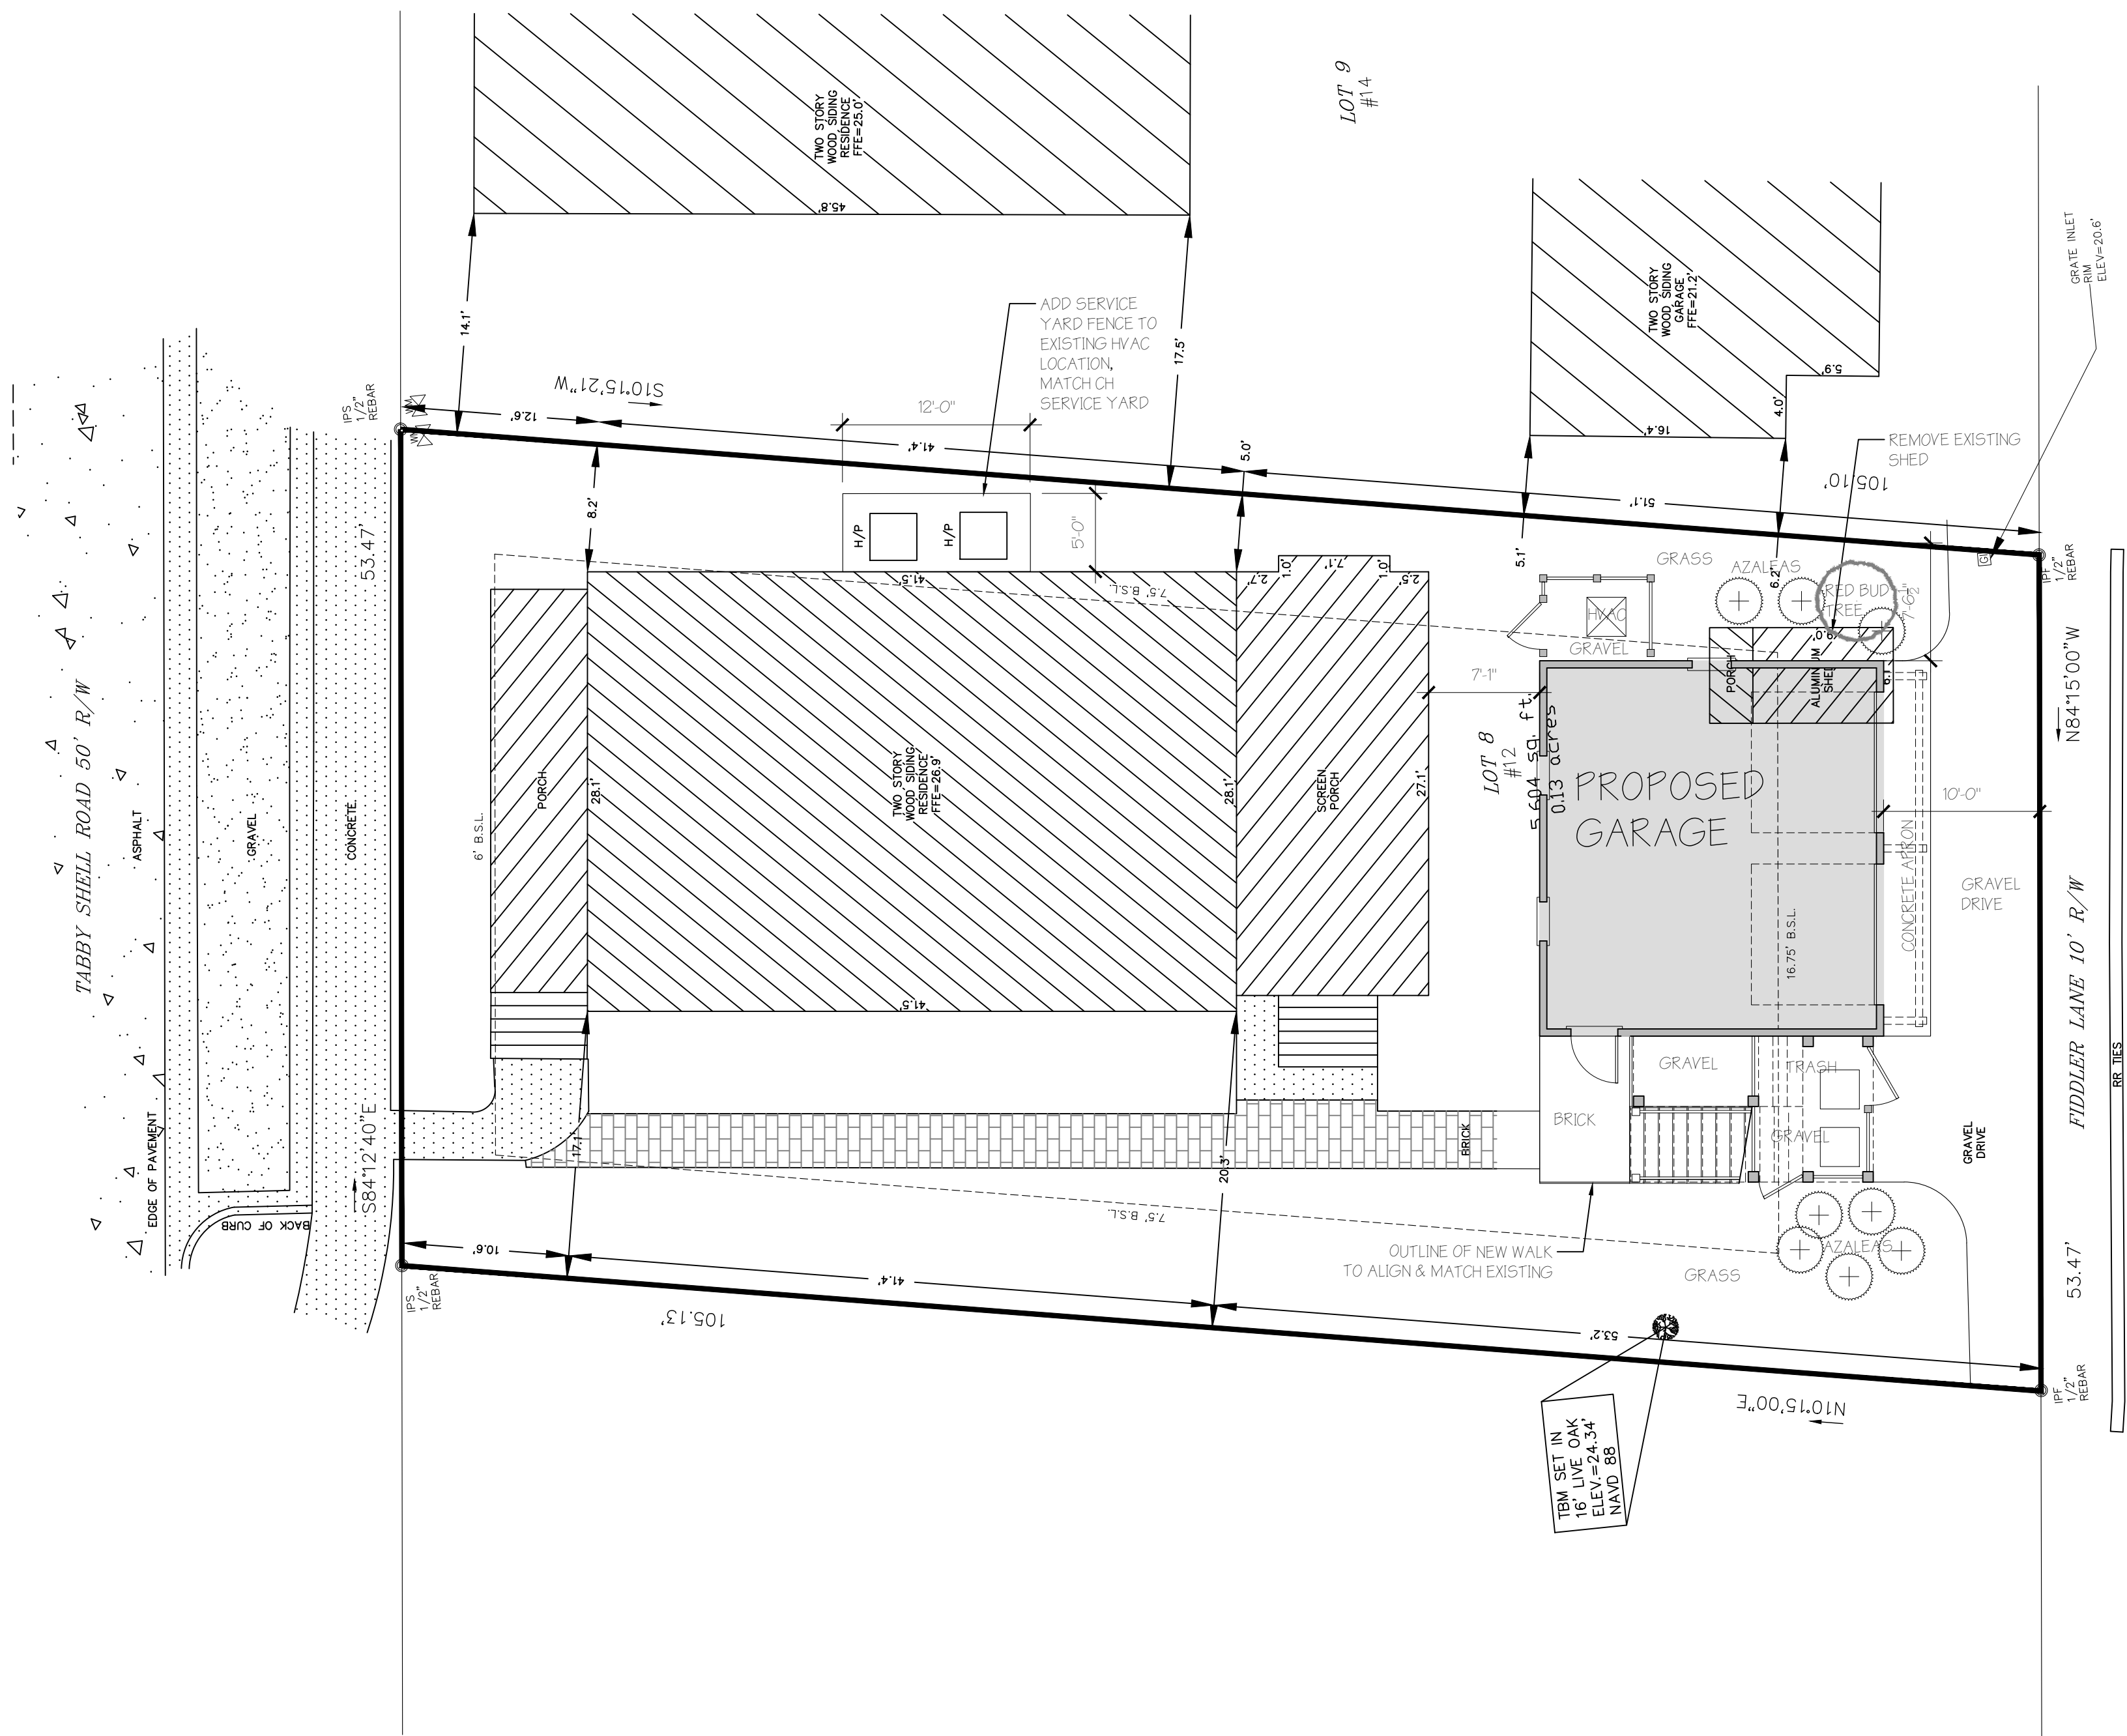 TABBY SHELL ROAD 50' R/W
ASPHALT
EDGE OF PAVEMENT
GRAVEL
BACK OF CURB
CONCRETE
S84°12'40"E
53.47'
IPS
1/2"
REBAR
IPS
1/2"
REBAR
WM
WM
TWO STORY
WOOD SIDING
RESIDENCE
FFE=25.0'
45.8'
LOT 9
#14
14.1'
17.5'
S10°15'21"W
12.6'
41.4'
5.0'
51.1'
105.10'
8.2'
ADD SERVICE
YARD FENCE TO
EXISTING HVAC
LOCATION,
MATCH CH
SERVICE YARD
12'-0"
5'-0"
H/P
H/P
TWO STORY
WOOD SIDING
GARAGE
FFE=21.2'
5.9'
4.0'
16.4'
5.1'
6.2'
REMOVE EXISTING
SHED
GRATE INLET
RIM
ELEV=20.6'
GI
IPF
1/2"
REBAR
6' B.S.L.
PORCH
28.1'
41.5'
7.5' B.S.L.
TWO STORY
WOOD SIDING
RESIDENCE
FFE=26.9'
41.5'
28.1'
2.7'
1.0'
7.1'
1.0'
2.5'
SCREEN
PORCH
27.1'
7'-1"
LOT 8
#12
5,604 sq. ft.
0.13 acres
GRASS
AZALEAS
RED BUD
TREE
HVAC
GRAVEL
PORCH
ALUMINUM
SHED
9.0'
6.1'
PROPOSED
GARAGE
16.75' B.S.L.
CONCRETE APRON
10'-0"
GRAVEL
DRIVE
N84°15'00"W
53.47'
FIDDLER LANE 10' R/W
RR TIES
17.1'
20.3'
BRICK
BRICK
GRAVEL
TRASH
GRAVEL
GRAVEL
DRIVE
7.5' B.S.L.
OUTLINE OF NEW WALK
TO ALIGN & MATCH EXISTING
AZALEAS
GRASS
10.6'
41.4'
53.2'
105.13'
N10°15'00"E
TBM SET IN
16' LIVE OAK
ELEV.=24.34'
NAVD 88
IPF
1/2"
REBAR